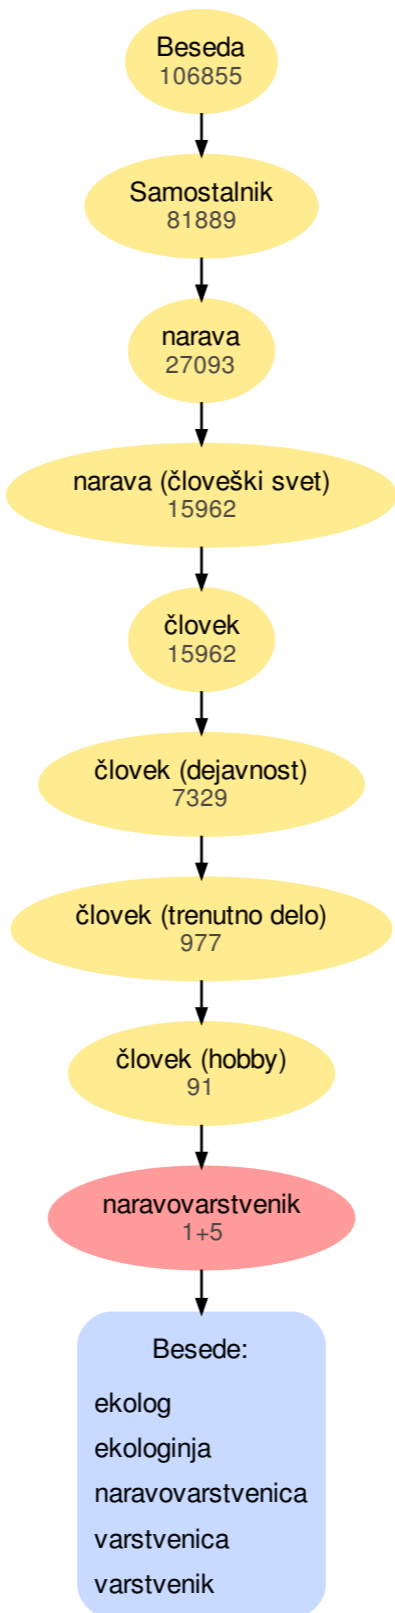 Beseda
106855
Samostalnik
81889
narava
27093
narava (človeški svet)
15962
človek
15962
človek (dejavnost)
7329
človek (trenutno delo)
977
človek (hobby)
91
naravovarstvenik
1+5
Besede:
ekolog
ekologinja
naravovarstvenica
varstvenica
varstvenik